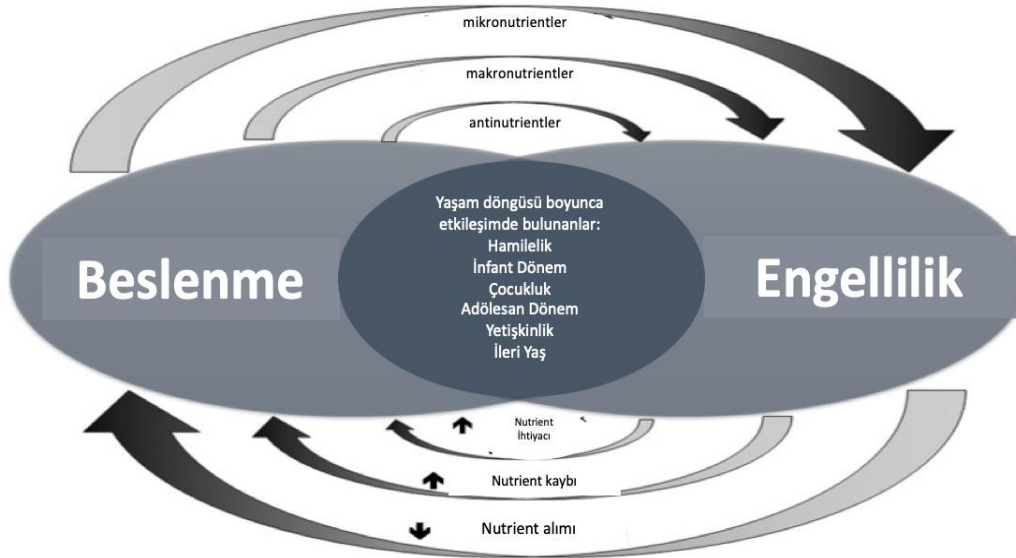 mikronutrientler
makronutrientler
antinutrientler
Yaşam döngüsü boyunca
etkileşimde bulunanlar:
Hamilelik
İnfant Dönem
Çocukluk
Adölesan Dönem
Yetişkinlik
İleri Yaş
Beslenme
Engellilik
Nutrient
İhtiyacı
Nutrient kaybı
Nutrient alımı